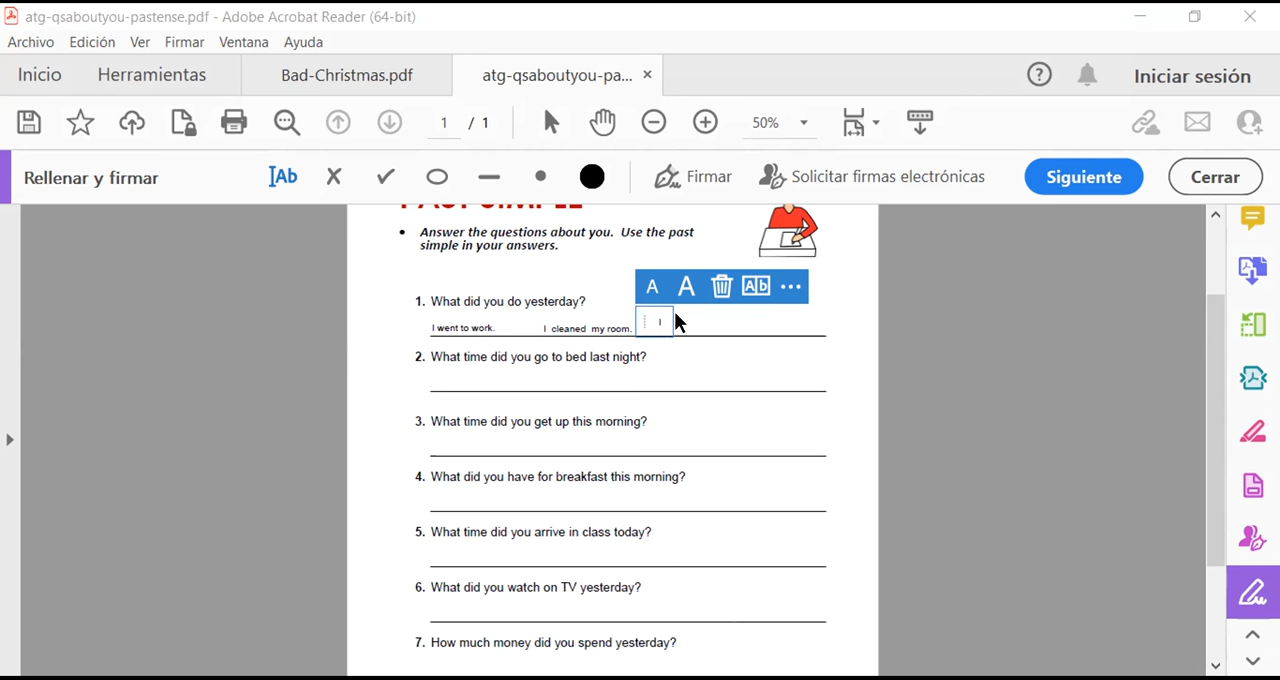 atg-qsaboutyou-pastense.pdf - Adobe Acrobat Reader (64-bit)
Archivo Edición Ver Firmar Ventana Ayuda
Inicio Herramientas Bad-Christmas.pdf atg-qsaboutyou-pa... × Iniciar sesión
1 / 1 50%
Rellenar y firmar Ab Firmar Solicitar firmas electrónicas Siguiente Cerrar
PAST SIMPLE
• Answer the questions about you. Use the past
simple in your answers.
A A Ab ...
1. What did you do yesterday?
I went to work. I cleaned my room. I
2. What time did you go to bed last night?
3. What time did you get up this morning?
4. What did you have for breakfast this morning?
5. What time did you arrive in class today?
6. What did you watch on TV yesterday?
7. How much money did you spend yesterday?